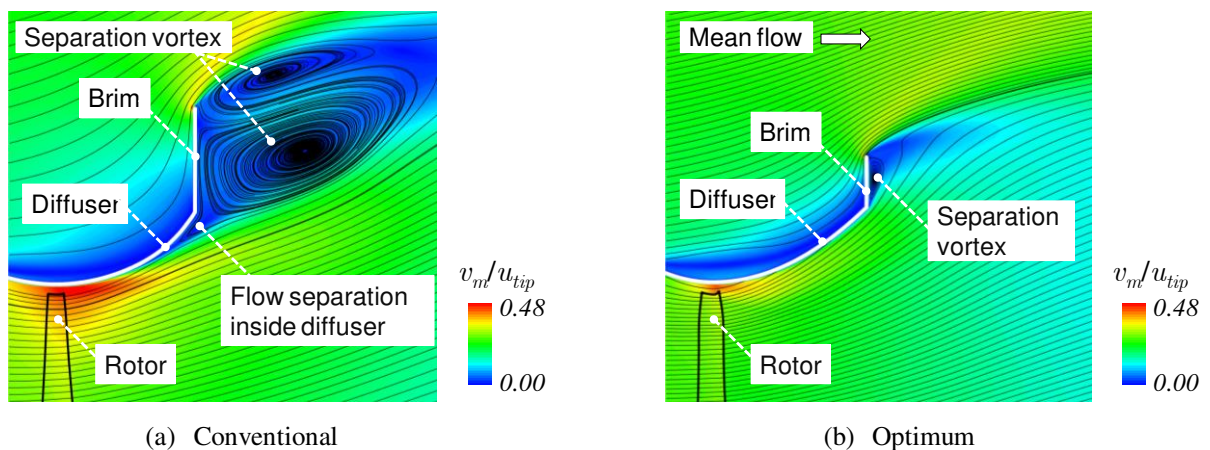 Separation vortex
Brim
Diffuser
Flow separation
inside diffuser
Rotor
v_m/u_tip
0.48
0.00
(a) Conventional
Mean flow
Brim
Diffuser
Separation
vortex
Rotor
v_m/u_tip
0.48
0.00
(b) Optimum